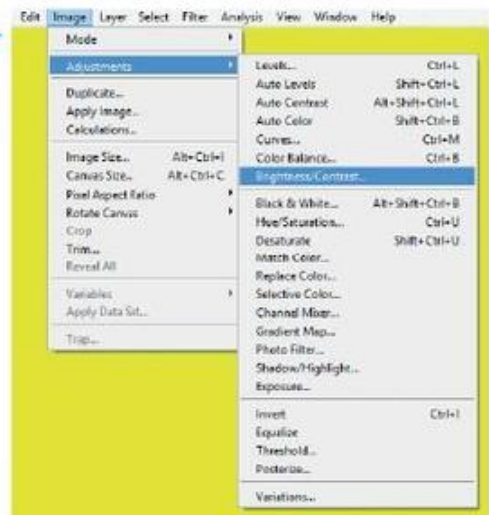 Edit Image Layer Select Filter Analysis View Window Help
Mode
Adjustments
Duplicate...
Apply Image...
Calculations...
Image Size... Alt+Ctrl+I
Canvas Size... Alt+Ctrl+C
Pixel Aspect Ratio
Rotate Canvas
Crop
Trim...
Reveal All
Variables
Apply Data Set...
Trap...
Levels... Ctrl+L
Auto Levels Shift+Ctrl+L
Auto Contrast Alt+Shift+Ctrl+L
Auto Color Shift+Ctrl+B
Curves... Ctrl+M
Color Balance... Ctrl+B
Brightness/Contrast...
Black & White... Alt+Shift+Ctrl+B
Hue/Saturation... Ctrl+U
Desaturate Shift+Ctrl+U
Match Color...
Replace Color...
Selective Color...
Channel Mixer...
Gradient Map...
Photo Filter...
Shadow/Highlight...
Exposure...
Invert Ctrl+I
Equalize
Threshold...
Posterize...
Variations...